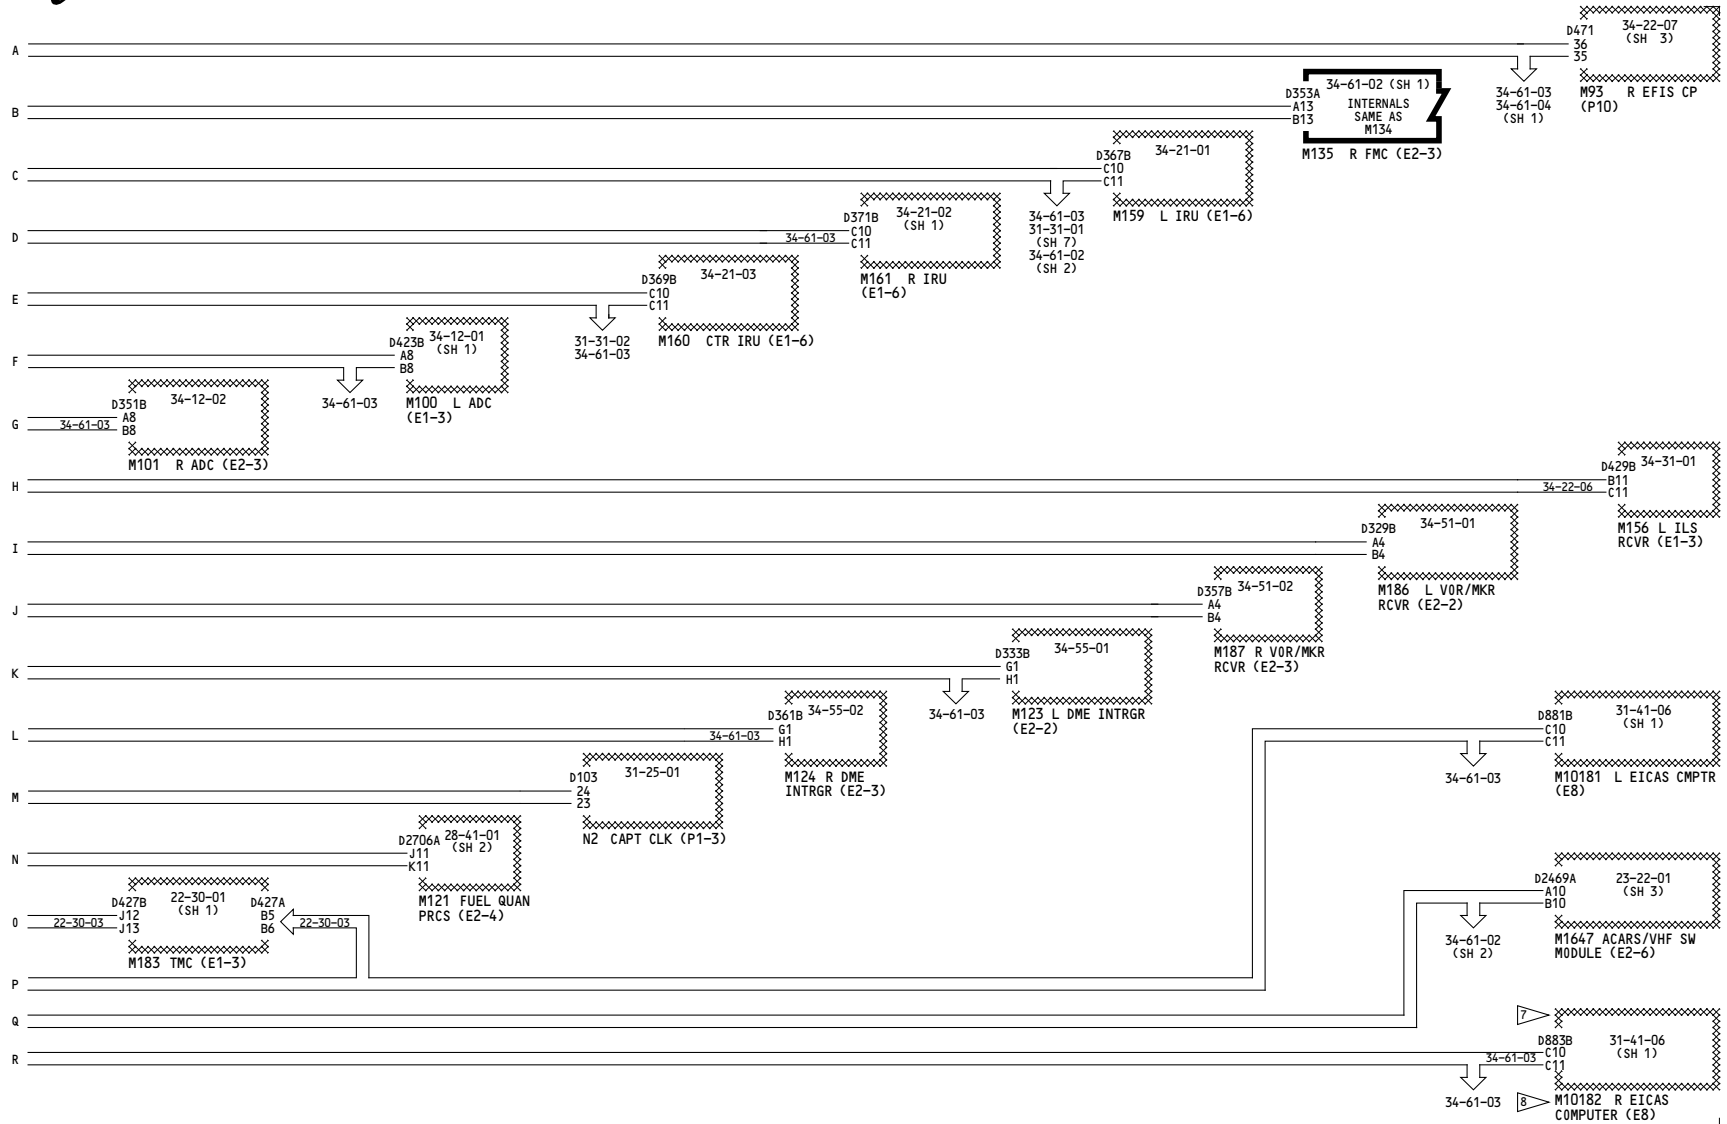 A
D471
36
35
34-22-07
(SH 3)
M93 R EFIS CP
(P10)
34-61-03
34-61-04
(SH 1)
B
D353A
A13
B13
34-61-02 (SH 1)
INTERNALS
SAME AS
M134
M135 R FMC (E2-3)
C
D367B
C10
C11
34-21-01
M159 L IRU (E1-6)
34-61-03
31-31-01
(SH 7)
34-61-02
(SH 2)
D
34-61-03
D371B
C10
C11
34-21-02
(SH 1)
M161 R IRU
(E1-6)
E
D369B
C10
C11
34-21-03
M160 CTR IRU (E1-6)
31-31-02
34-61-03
F
D423B
A8
B8
34-12-01
(SH 1)
M100 L ADC
(E1-3)
34-61-03
G
34-61-03
D351B
A8
B8
34-12-02
M101 R ADC (E2-3)
H
34-22-06
D429B
B11
C11
34-31-01
M156 L ILS
RCVR (E1-3)
I
D329B
A4
B4
34-51-01
M186 L VOR/MKR
RCVR (E2-2)
J
D357B
A4
B4
34-51-02
M187 R VOR/MKR
RCVR (E2-3)
K
D333B
G1
H1
34-55-01
M123 L DME INTRGR
(E2-2)
34-61-03
L
34-61-03
D361B
G1
H1
34-55-02
M124 R DME
INTRGR (E2-3)
D881B
C10
C11
31-41-06
(SH 1)
M10181 L EICAS CMPTR
(E8)
34-61-03
M
D103
24
23
31-25-01
N2 CAPT CLK (P1-3)
N
D2706A
J11
K11
28-41-01
(SH 2)
M121 FUEL QUAN
PRCS (E2-4)
O
22-30-03
D427B
J12
J13
22-30-01
(SH 1)
D427A
B5
B6
22-30-03
M183 TMC (E1-3)
D2469A
A10
B10
23-22-01
(SH 3)
M1647 ACARS/VHF SW
MODULE (E2-6)
34-61-02
(SH 2)
P
Q
7
R
34-61-03
D883B
C10
C11
31-41-06
(SH 1)
34-61-03
8
M10182 R EICAS
COMPUTER (E8)